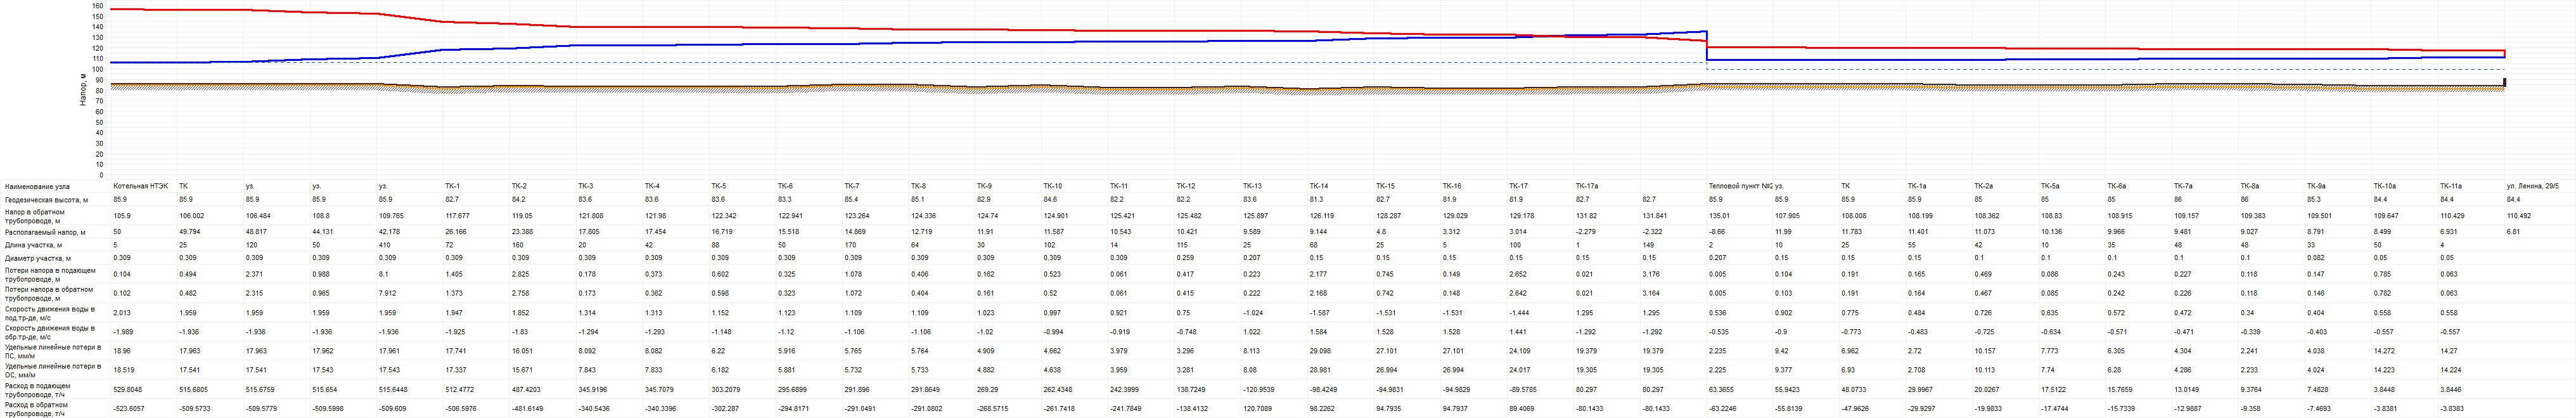 160
150
140
130
120
110
100
90
80
70
60
50
40
30
20
10
0
Напор, м
Наименование узла Котельная НТЭК ТК уз. уз. уз. ТК-1 ТК-2 ТК-3 ТК-4 ТК-5 ТК-6 ТК-7 ТК-8 ТК-9 ТК-10 ТК-11 ТК-12 ТК-13 ТК-14 ТК-15 ТК-16 ТК-17 ТК-17а Тепловой пункт №2 уз. ТК ТК-1а ТК-2а ТК-5а ТК-6а ТК-7а ТК-8а ТК-9а ТК-10а ТК-11а ул. Ленина, 29/5
Геодезическая высота, м 85.9 85.9 85.9 85.9 85.9 82.7 84.2 83.6 83.6 83.6 83.3 85.4 85.1 82.9 84.6 82.2 82.2 83.6 81.3 82.7 81.9 81.9 82.7 82.7 85.9 85.9 85.9 85.9 85 85 85 86 86 85.3 84.4 84.4 84.4
Напор в обратном
трубопроводе, м 105.9 106.002 106.484 108.8 109.765 117.677 119.05 121.808 121.98 122.342 122.941 123.264 124.336 124.74 124.901 125.421 125.482 125.897 126.119 128.287 129.029 129.178 131.82 131.841 135.01 107.905 108.008 108.199 108.362 108.83 108.915 109.157 109.383 109.501 109.647 110.429 110.492
Располагаемый напор, м 50 49.794 48.817 44.131 42.178 26.166 23.388 17.805 17.454 16.719 15.518 14.869 12.719 11.91 11.587 10.543 10.421 9.589 9.144 4.8 3.312 3.014 -2.279 -2.322 -8.66 11.99 11.783 11.401 11.073 10.136 9.966 9.481 9.027 8.791 8.499 6.931 6.81
Длина участка, м 5 25 120 50 410 72 160 20 42 88 50 170 64 30 102 14 115 25 68 25 5 100 1 149 2 10 25 55 42 10 35 48 48 33 50 4
Диаметр участка, м 0.309 0.309 0.309 0.309 0.309 0.309 0.309 0.309 0.309 0.309 0.309 0.309 0.309 0.309 0.309 0.309 0.259 0.207 0.15 0.15 0.15 0.15 0.15 0.15 0.207 0.15 0.15 0.15 0.1 0.1 0.1 0.1 0.1 0.082 0.05 0.05
Потери напора в подающем
трубопроводе, м 0.104 0.494 2.371 0.988 8.1 1.405 2.825 0.178 0.373 0.602 0.325 1.078 0.406 0.162 0.523 0.061 0.417 0.223 2.177 0.745 0.149 2.652 0.021 3.176 0.005 0.104 0.191 0.165 0.469 0.086 0.243 0.227 0.118 0.147 0.785 0.063
Потери напора в обратном
трубопроводе, м 0.102 0.482 2.315 0.965 7.912 1.373 2.758 0.173 0.362 0.598 0.323 1.072 0.404 0.161 0.52 0.061 0.415 0.222 2.168 0.742 0.148 2.642 0.021 3.164 0.005 0.103 0.191 0.164 0.467 0.085 0.242 0.226 0.118 0.146 0.782 0.063
Скорость движения воды в
под.тр-де, м/с 2.013 1.959 1.959 1.959 1.959 1.947 1.852 1.314 1.313 1.152 1.123 1.109 1.109 1.023 0.997 0.921 0.75 -1.024 -1.587 -1.531 -1.531 -1.444 1.295 1.295 0.536 0.902 0.775 0.484 0.726 0.635 0.572 0.472 0.34 0.404 0.558 0.558
Скорость движения воды в
обр.тр-де, м/с -1.989 -1.936 -1.936 -1.936 -1.936 -1.925 -1.83 -1.294 -1.293 -1.148 -1.12 -1.106 -1.106 -1.02 -0.994 -0.919 -0.748 1.022 1.584 1.528 1.528 1.441 -1.292 -1.292 -0.535 -0.9 -0.773 -0.483 -0.725 -0.634 -0.571 -0.471 -0.339 -0.403 -0.557 -0.557
Удельные линейные потери в
ПС, мм/м 18.96 17.963 17.963 17.962 17.961 17.741 16.051 8.092 8.082 6.22 5.916 5.765 5.764 4.909 4.662 3.979 3.296 8.113 29.098 27.101 27.101 24.109 19.379 19.379 2.235 9.42 6.962 2.72 10.157 7.773 6.305 4.304 2.241 4.038 14.272 14.27
Удельные линейные потери в
ОС, мм/м 18.519 17.541 17.541 17.543 17.543 17.337 15.671 7.843 7.833 6.182 5.881 5.732 5.733 4.882 4.638 3.959 3.281 8.08 28.981 26.994 26.994 24.017 19.305 19.305 2.225 9.377 6.93 2.708 10.113 7.74 6.28 4.286 2.233 4.024 14.223 14.224
Расход в подающем
трубопроводе, т/ч 529.8048 515.6805 515.6759 515.654 515.6448 512.4772 487.4203 345.9196 345.7079 303.2079 295.6899 291.896 291.8649 269.29 262.4348 242.3999 138.7249 -120.9539 -98.4249 -94.9831 -94.9829 -89.5785 80.297 80.297 63.3655 55.9423 48.0733 29.9967 20.0267 17.5122 15.7659 13.0149 9.3764 7.4828 3.8448 3.8446
Расход в обратном
трубопроводе, т/ч -523.6057 -509.5733 -509.5779 -509.5998 -509.609 -506.5976 -481.6149 -340.5436 -340.3396 -302.287 -294.8171 -291.0491 -291.0802 -268.5715 -261.7418 -241.7849 -138.4132 120.7089 98.2262 94.7935 94.7937 89.4069 -80.1433 -80.1433 -63.2246 -55.8139 -47.9626 -29.9297 -19.9833 -17.4744 -15.7339 -12.9887 -9.358 -7.4693 -3.8381 -3.8383